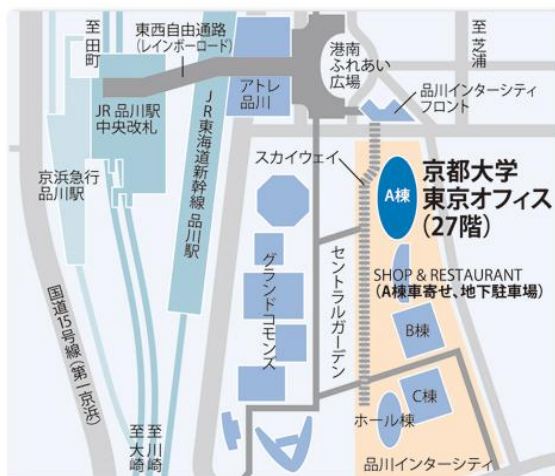 至田町
東西自由通路
(レインボーロード)
港南
ふれあい
広場
至芝浦
アトレ
品川
品川インターシティ
フロント
JR 品川駅
中央改札
JR東海道新幹線 品川駅
スカイウェイ
京浜急行
品川駅
A棟
京都大学
東京オフィス
(27階)
グランドコモンズ
セントラルガーデン
SHOP & RESTAURANT
(A棟車寄せ、地下駐車場)
B棟
国道15号線(第一京浜)
C棟
ホール棟
至大崎
至川崎
品川インターシティ